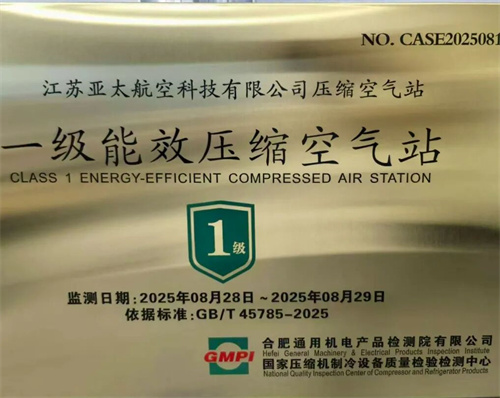 NO. CASE2025081
江苏亚太航空科技有限公司压缩空气站
一级能效压缩空气站
CLASS 1 ENERGY-EFFICIENT COMPRESSED AIR STATION
1级
监测日期:2025年08月28日~2025年08月29日
依据标准:GB/T 45785-2025
GMPI
合肥通用机电产品检测院有限公司
Hefei General Machinery & Electrical Products Inspection Institute
国家压缩机制冷设备质量检验检测中心
National Quality Inspection Center of Compressor and Refrigerator Products